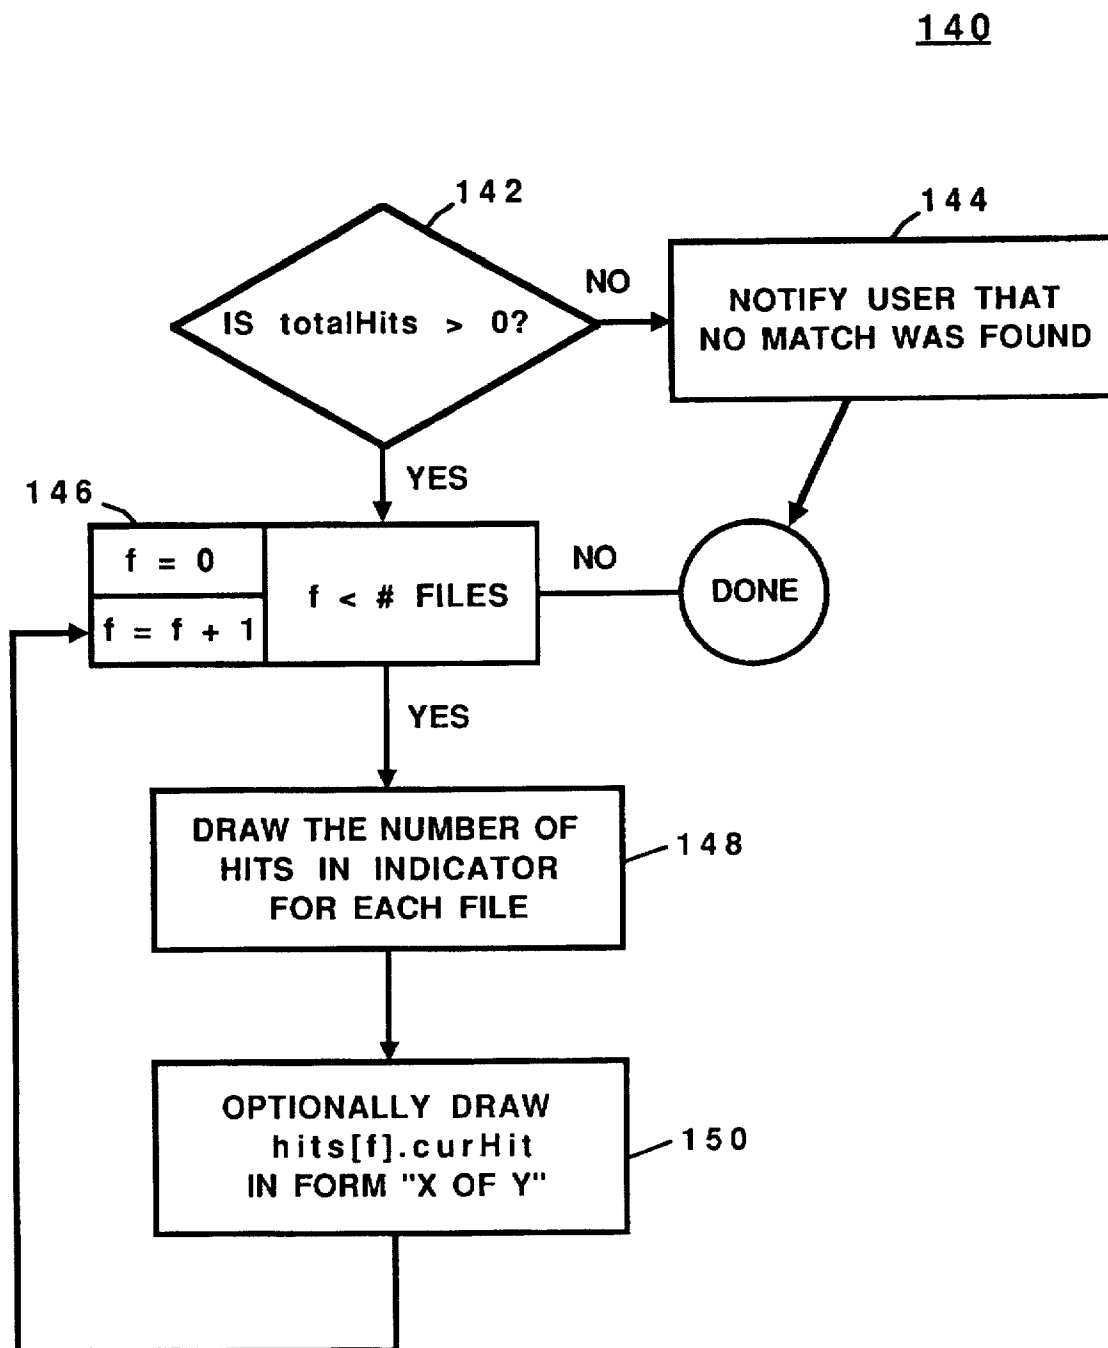 140
142
144
IS totalHits > 0?
NO
NOTIFY USER THAT
NO MATCH WAS FOUND
YES
146
f = 0
f = f + 1
f < # FILES
NO
DONE
YES
DRAW THE NUMBER OF
HITS IN INDICATOR
FOR EACH FILE
148
OPTIONALLY DRAW
hits[f].curHit
IN FORM "X OF Y"
150